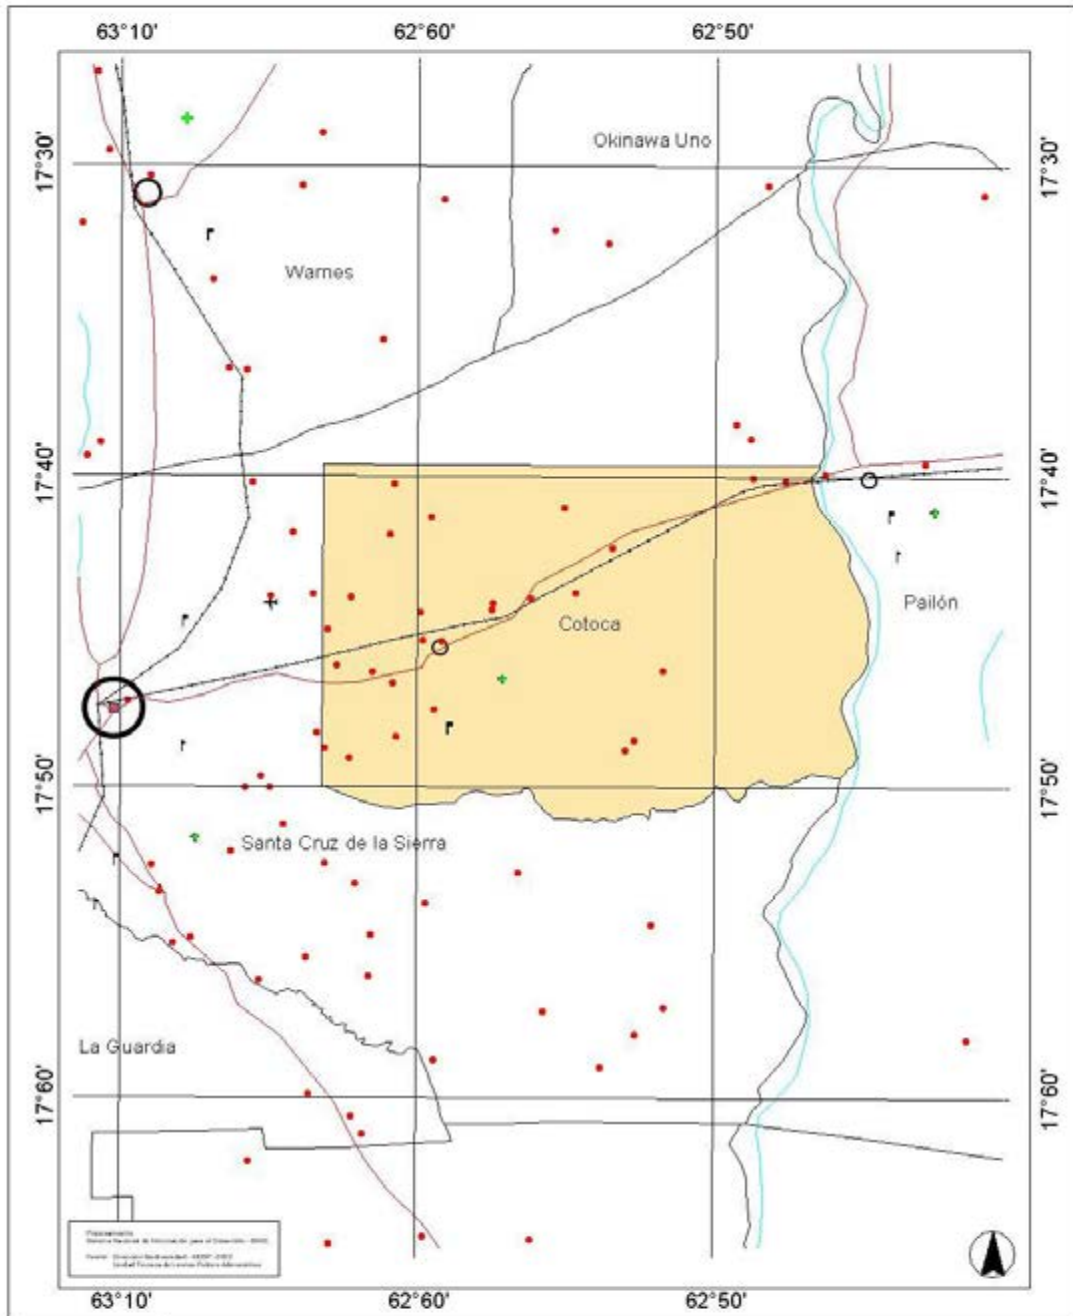 63°10' 62°60' 62°50'
Okinawa Uno
17°30' 17°30'
Warnes
17°40' 17°40'
Pailón
Cotoca
17°50' 17°50'
Santa Cruz de la Sierra
La Guardia
17°60' 17°60'
63°10' 62°60' 62°50'